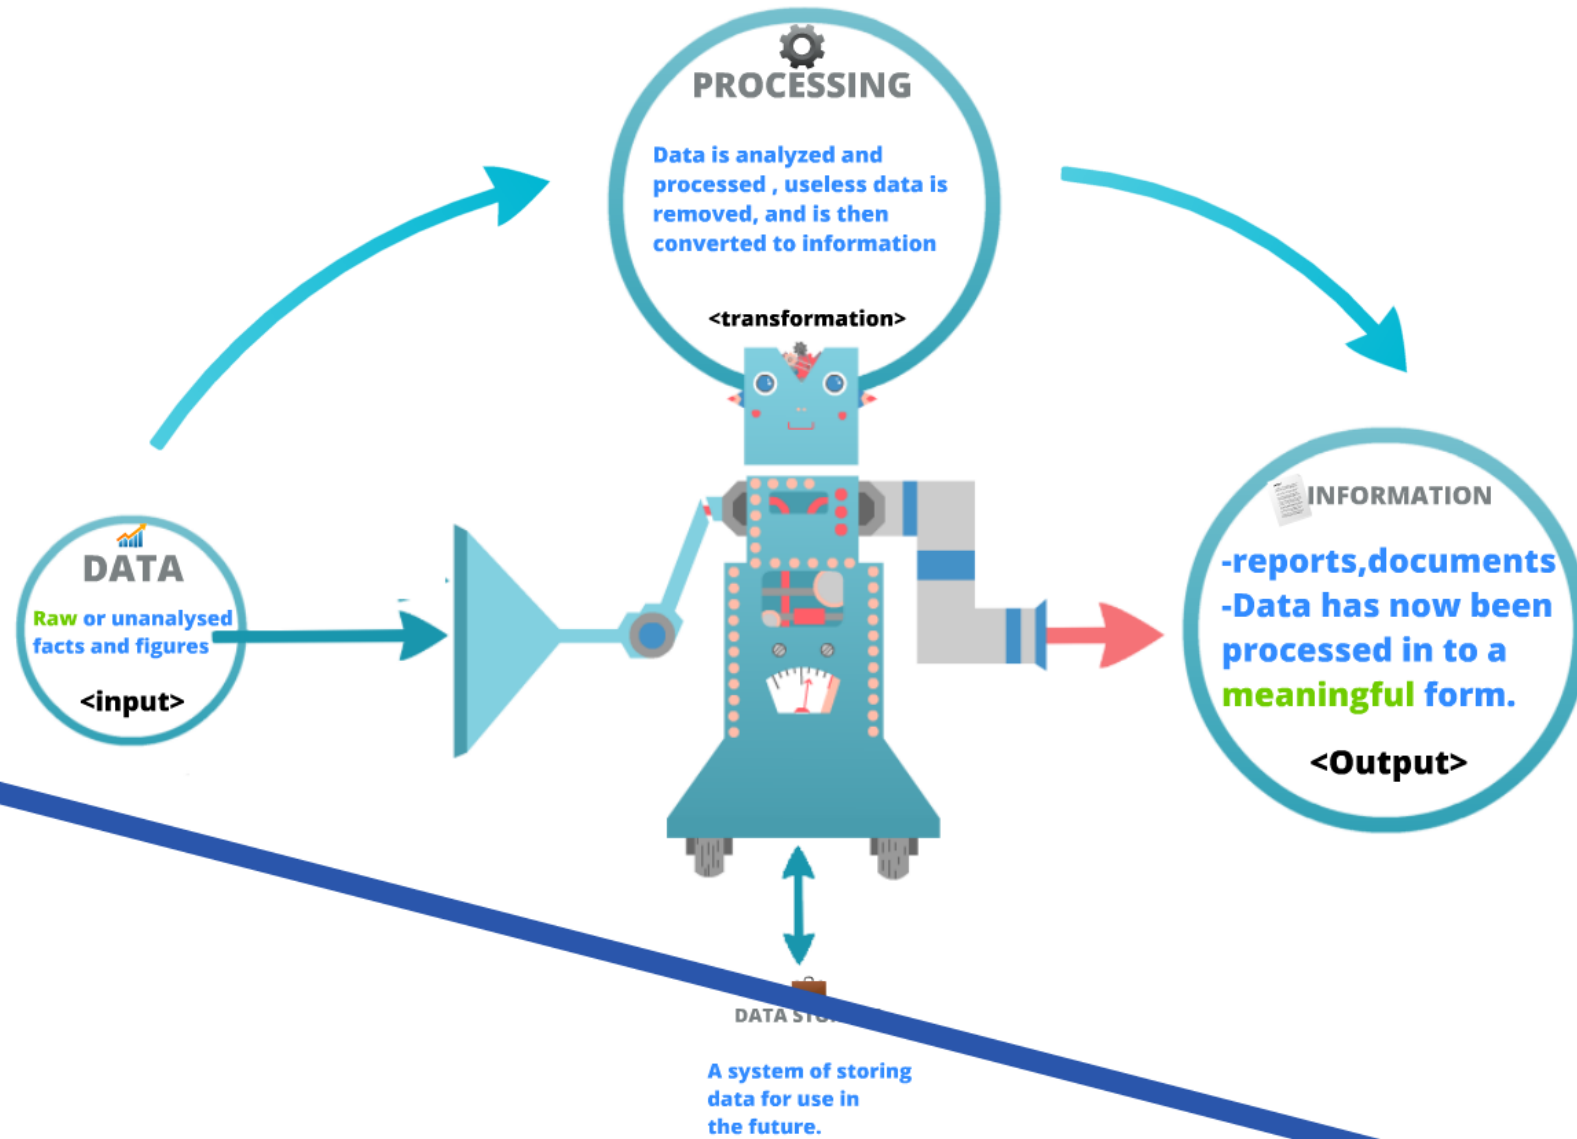 PROCESSING
Data is analyzed and
processed , useless data is
removed, and is then
converted to information
<transformation>
DATA
Raw or unanalysed
facts and figures
<input>
INFORMATION
-reports,documents
-Data has now been
processed in to a
meaningful form.
<Output>
DATA
A system of storing
data for use in
the future.